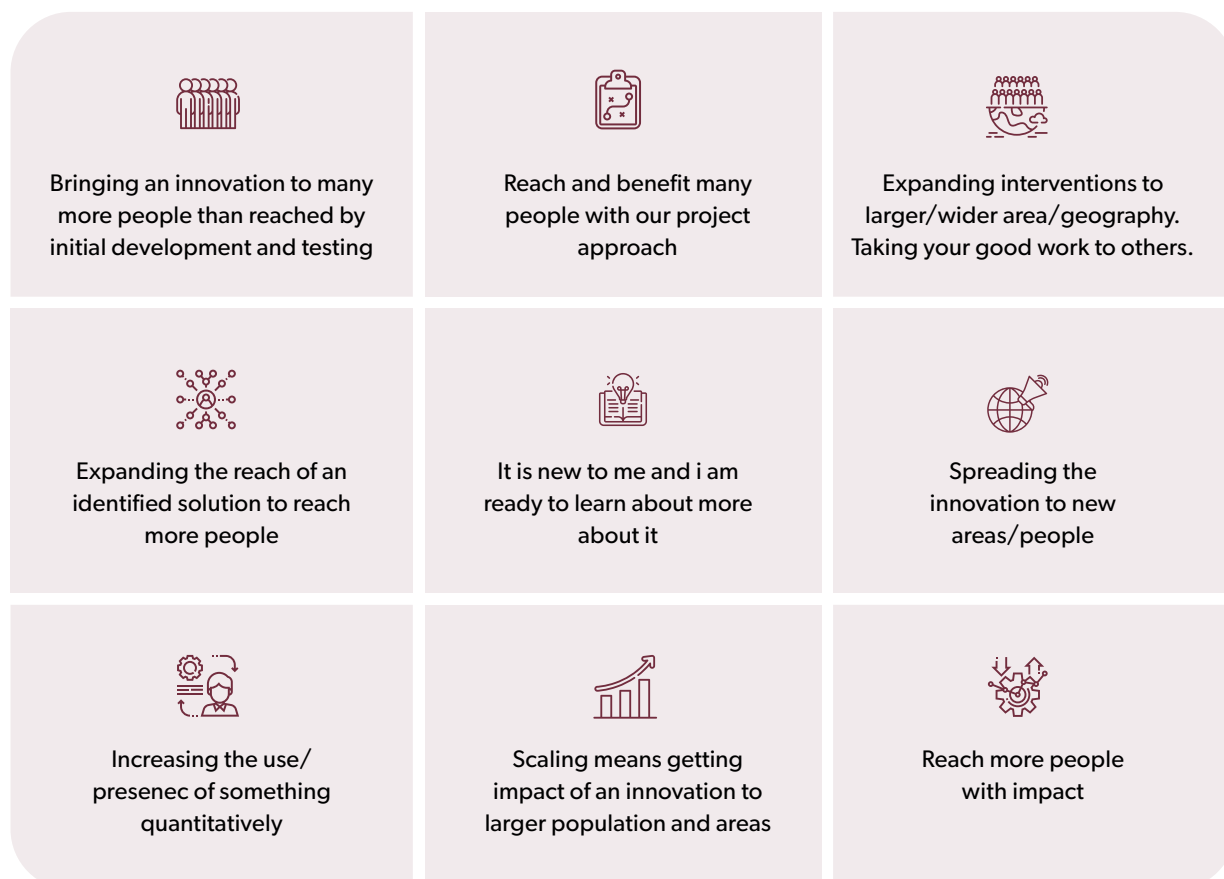 Bringing an innovation to many
more people than reached by
initial development and testing
Reach and benefit many
people with our project
approach
Expanding interventions to
larger/wider area/geography.
Taking your good work to others.
Expanding the reach of an
identified solution to reach
more people
It is new to me and i am
ready to learn about more
about it
Spreading the
innovation to new
areas/people
Increasing the use/
presenec of something
quantitatively
Scaling means getting
impact of an innovation to
larger population and areas
Reach more people
with impact